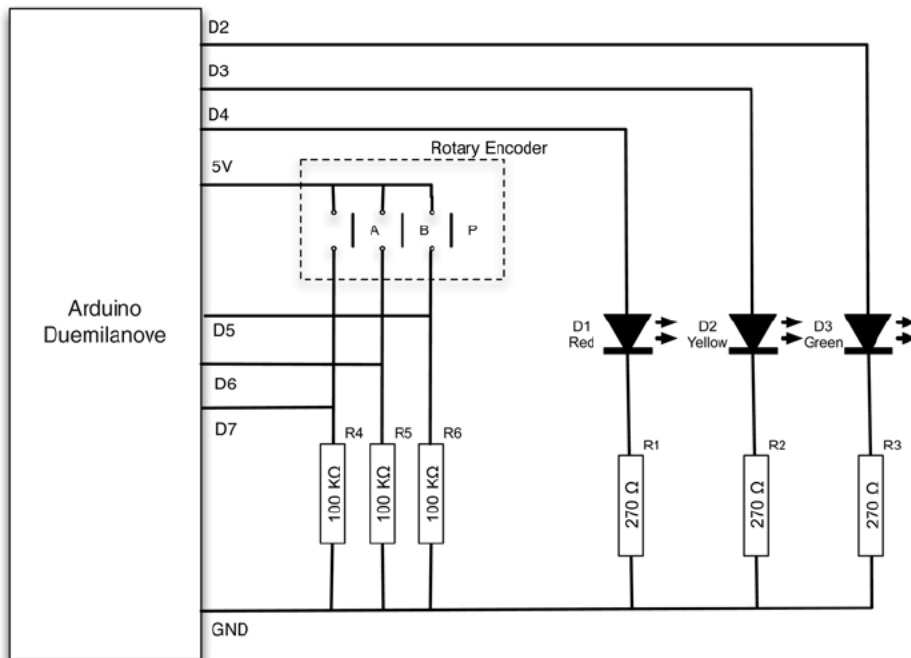 D2
D3
D4
Rotary Encoder
5V
A
B
P
Arduino
Duemilanove
D1
Red
D2
Yellow
D3
Green
D5
D6
D7
R4
R5
R6
R1
R2
R3
100 KΩ
100 KΩ
100 KΩ
270 Ω
270 Ω
270 Ω
GND